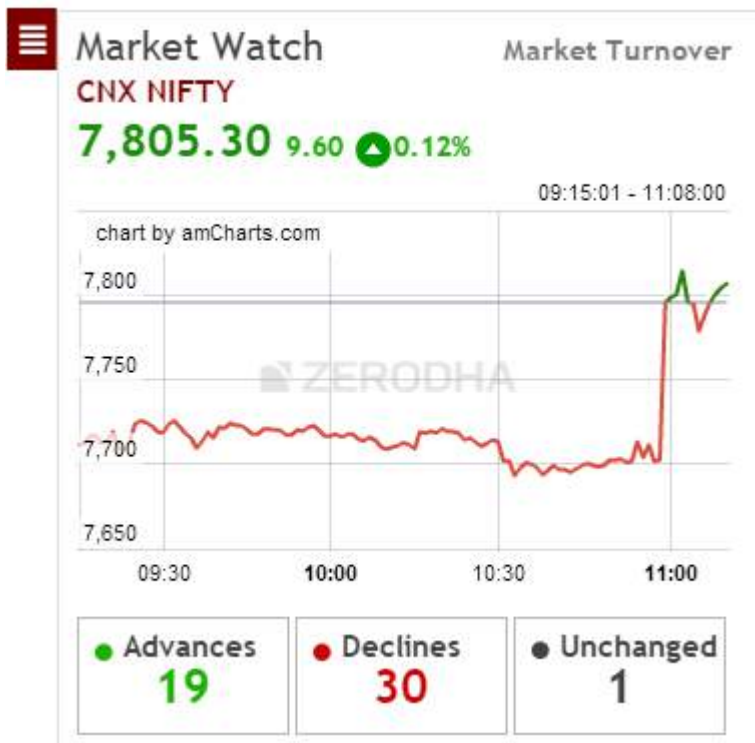 Market Watch
Market Turnover
CNX NIFTY
7,805.30 9.60 0.12%
09:15:01 - 11:08:00
chart by amCharts.com
7,800
7,750
ZERODHA
7,700
7,650
09:30 10:00 10:30 11:00
Advances
19
Declines
30
Unchanged
1